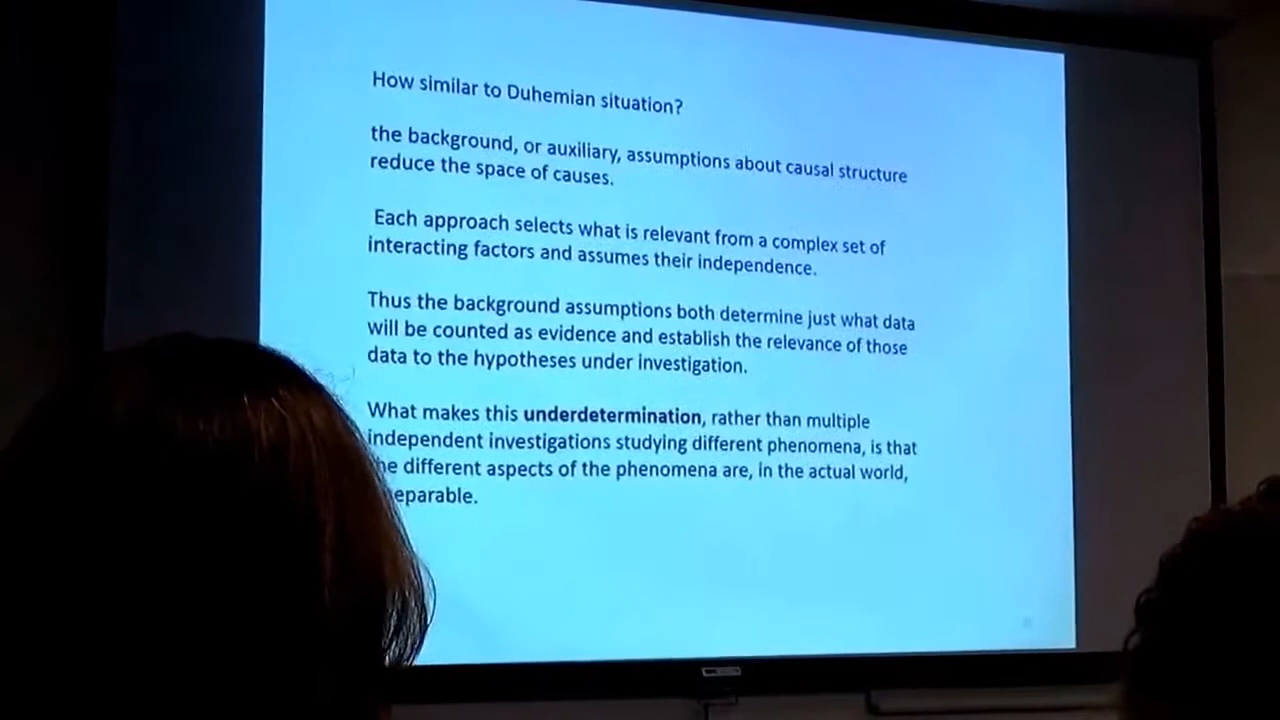 How similar to Duhemian situation?
the background, or auxiliary, assumptions about causal structure
reduce the space of causes.
Each approach selects what is relevant from a complex set of
interacting factors and assumes their independence.
Thus the background assumptions both determine just what data
will be counted as evidence and establish the relevance of those
data to the hypotheses under investigation.
What makes this underdetermination, rather than multiple
independent investigations studying different phenomena, is that
different aspects of the phenomena are, in the actual world,